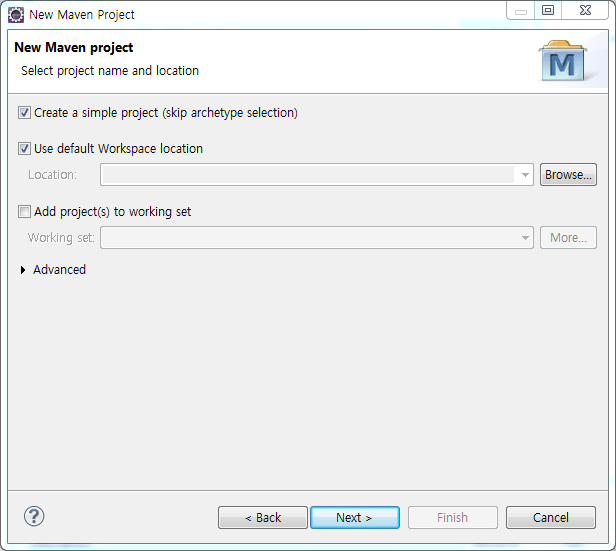 New Maven Project
New Maven project
Select project name and location
M
Create a simple project (skip archetype selection)
Use default Workspace location
Location:
Browse...
Add project(s) to working set
Working set:
More...
Advanced
?
< Back
Next >
Finish
Cancel